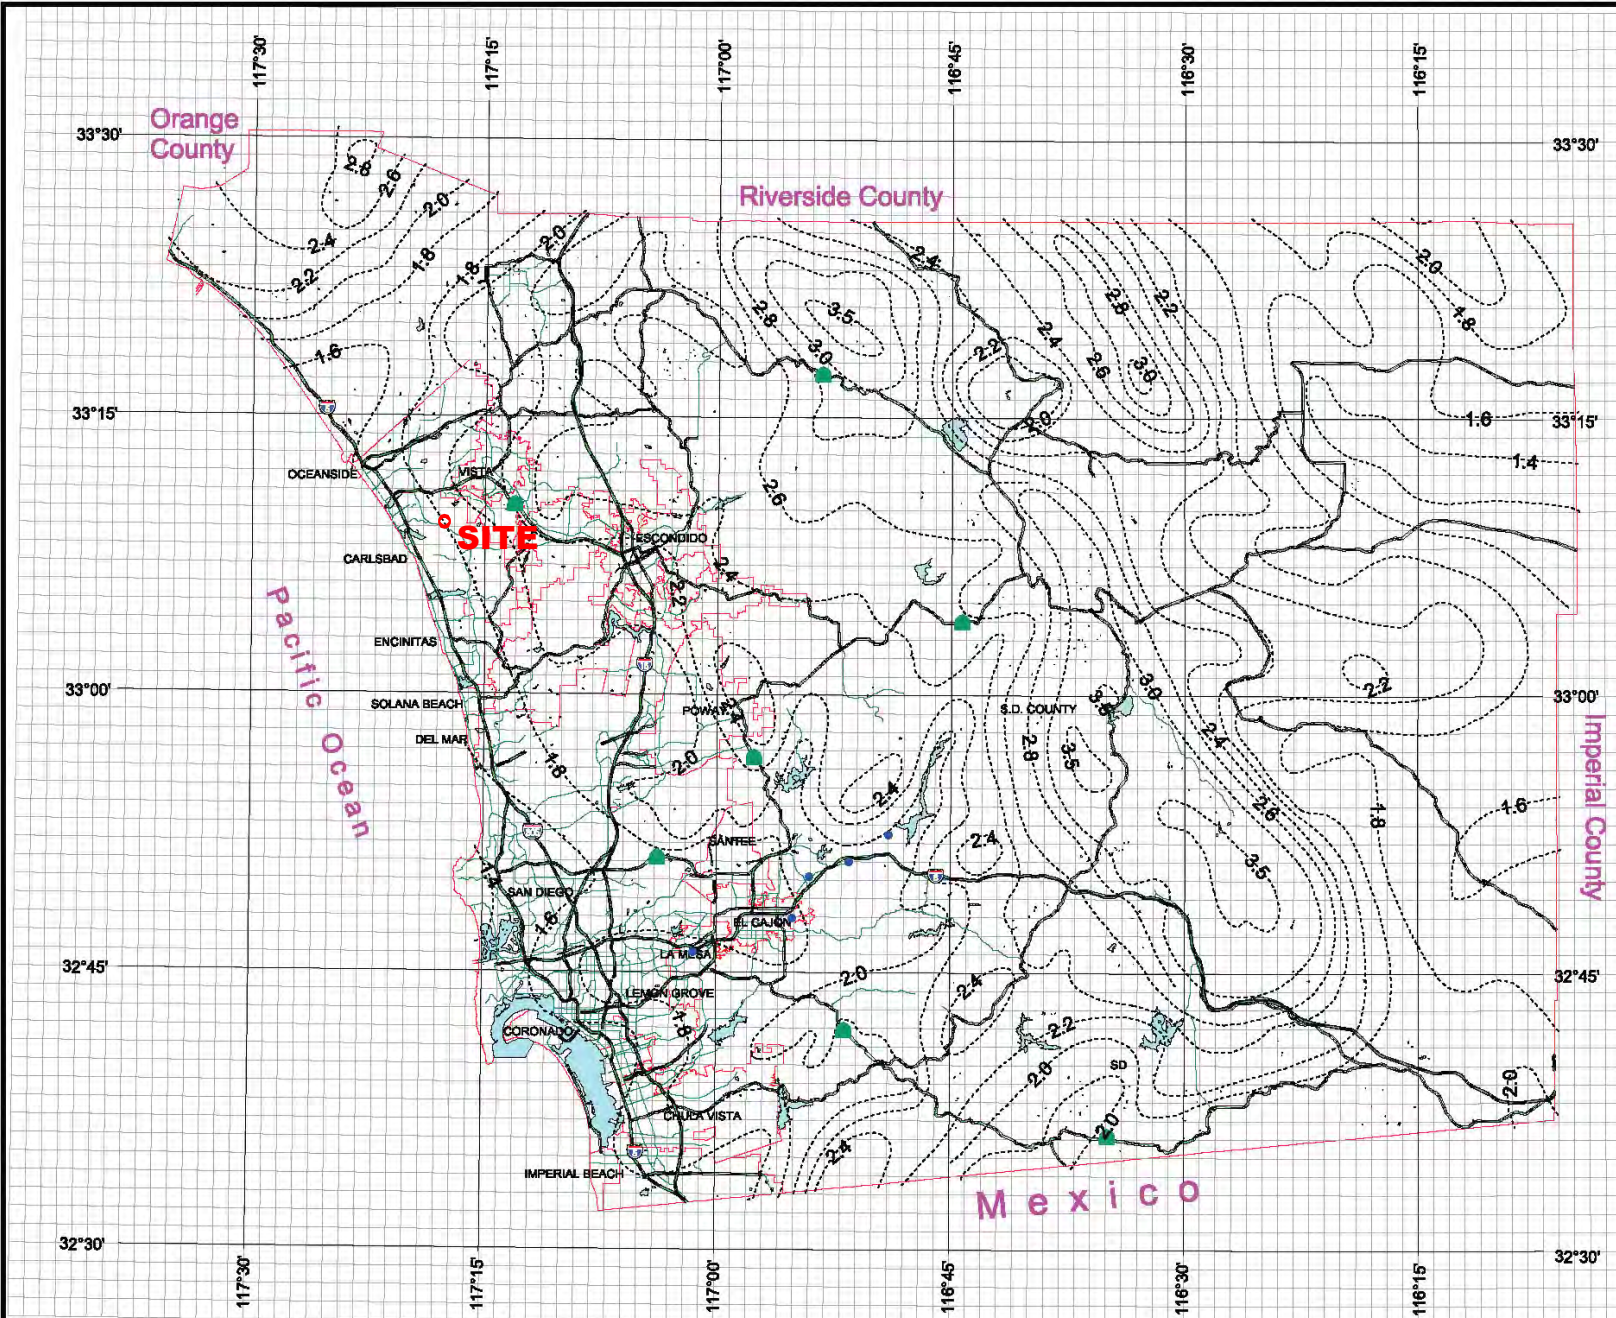 117°30'
117°15'
117°00'
116°45'
116°30'
116°15'
Orange
County
33°30'
33°30'
Riverside County
2.8
2.6
2.0
2.4
2.2
1.8
1.8
2.0
1.6
2.4
2.8
3.5
3.0
2.2
2.4
2.8
2.2
2.6
3.0
2.0
2.0
1.8
33°15'
33°15'
1.6
1.4
OCEANSIDE
VISTA
2.6
SITE
ESCONDIDO
CARLSBAD
2.4
2.2
Pacific Ocean
ENCINITAS
33°00'
33°00'
SOLANA BEACH
POWAY
2.4
S.D. COUNTY
3.0
2.2
DEL MAR
1.8
2.0
2.8
3.5
2.4
2.4
2.6
1.8
1.6
Imperial County
SANTEE
2.4
3.5
1.4
SAN DIEGO
1.6
EL CAJON
LA MESA
32°45'
32°45'
2.0
2.4
LEMON GROVE
CORONADO
1.8
2.2
2.0
SD
2.0
CHULA VISTA
2.0
2.4
IMPERIAL BEACH
Mexico
32°30'
32°30'
117°30'
117°15'
117°00'
116°45'
116°30'
116°15'